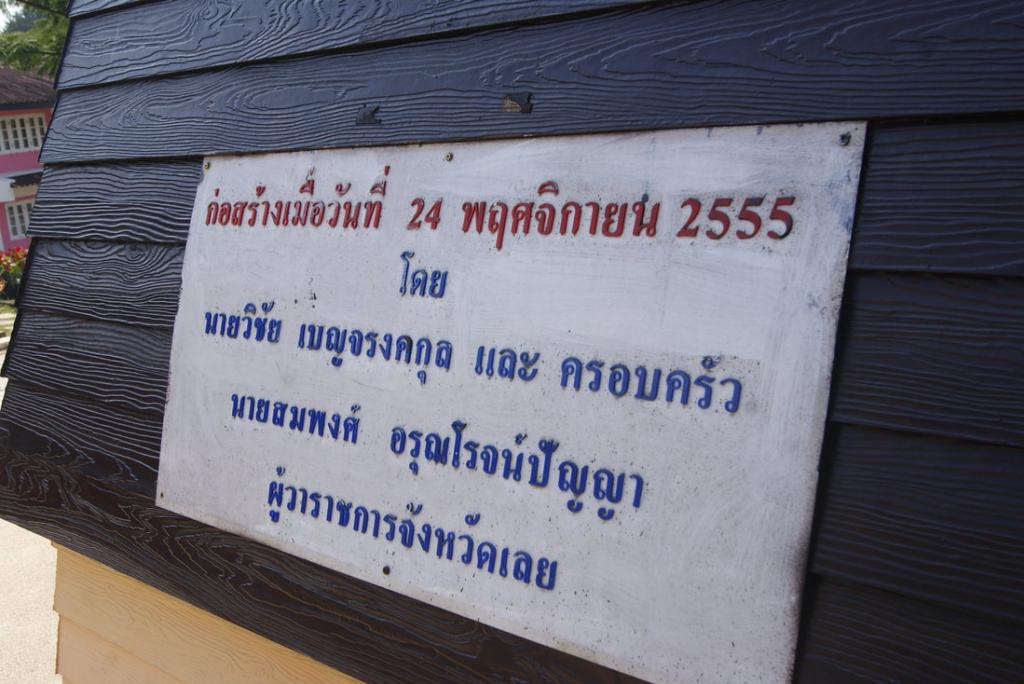 ก่อสร้างเมื่อวันที่ 24 พฤศจิกายน 2555
โดย
นายวิชัย เบญจรงคกุล และ ครอบครัว
นายสมพงศ์ อรุณโรจน์ปัญญา
ผู้ว่าราชการจังหวัดเลย